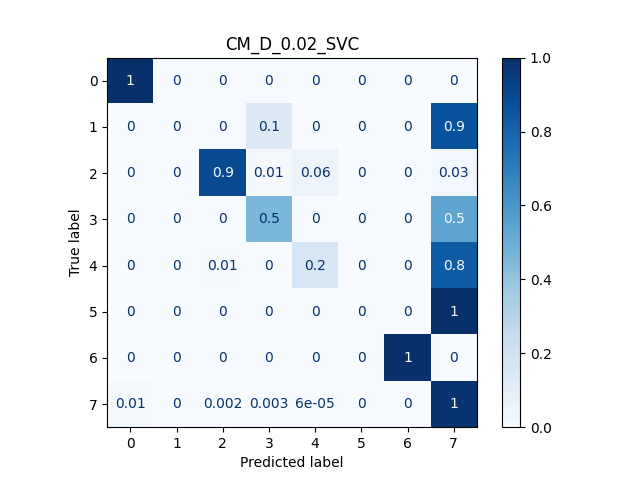 CM_D_0.02_SVC
0 1 0 0 0 0 0 0 0 1.0
1 0 0 0 0.1 0 0 0 0.9 0.8
2 0 0 0.9 0.01 0.06 0 0 0.03
3 0 0 0 0.5 0 0 0 0.5 0.6
True label
4 0 0 0.01 0 0.2 0 0 0.8 0.4
5 0 0 0 0 0 0 0 1
6 0 0 0 0 0 0 1 0 0.2
7 0.01 0 0.002 0.003 6e-05 0 0 1 0.0
0 1 2 3 4 5 6 7
Predicted label